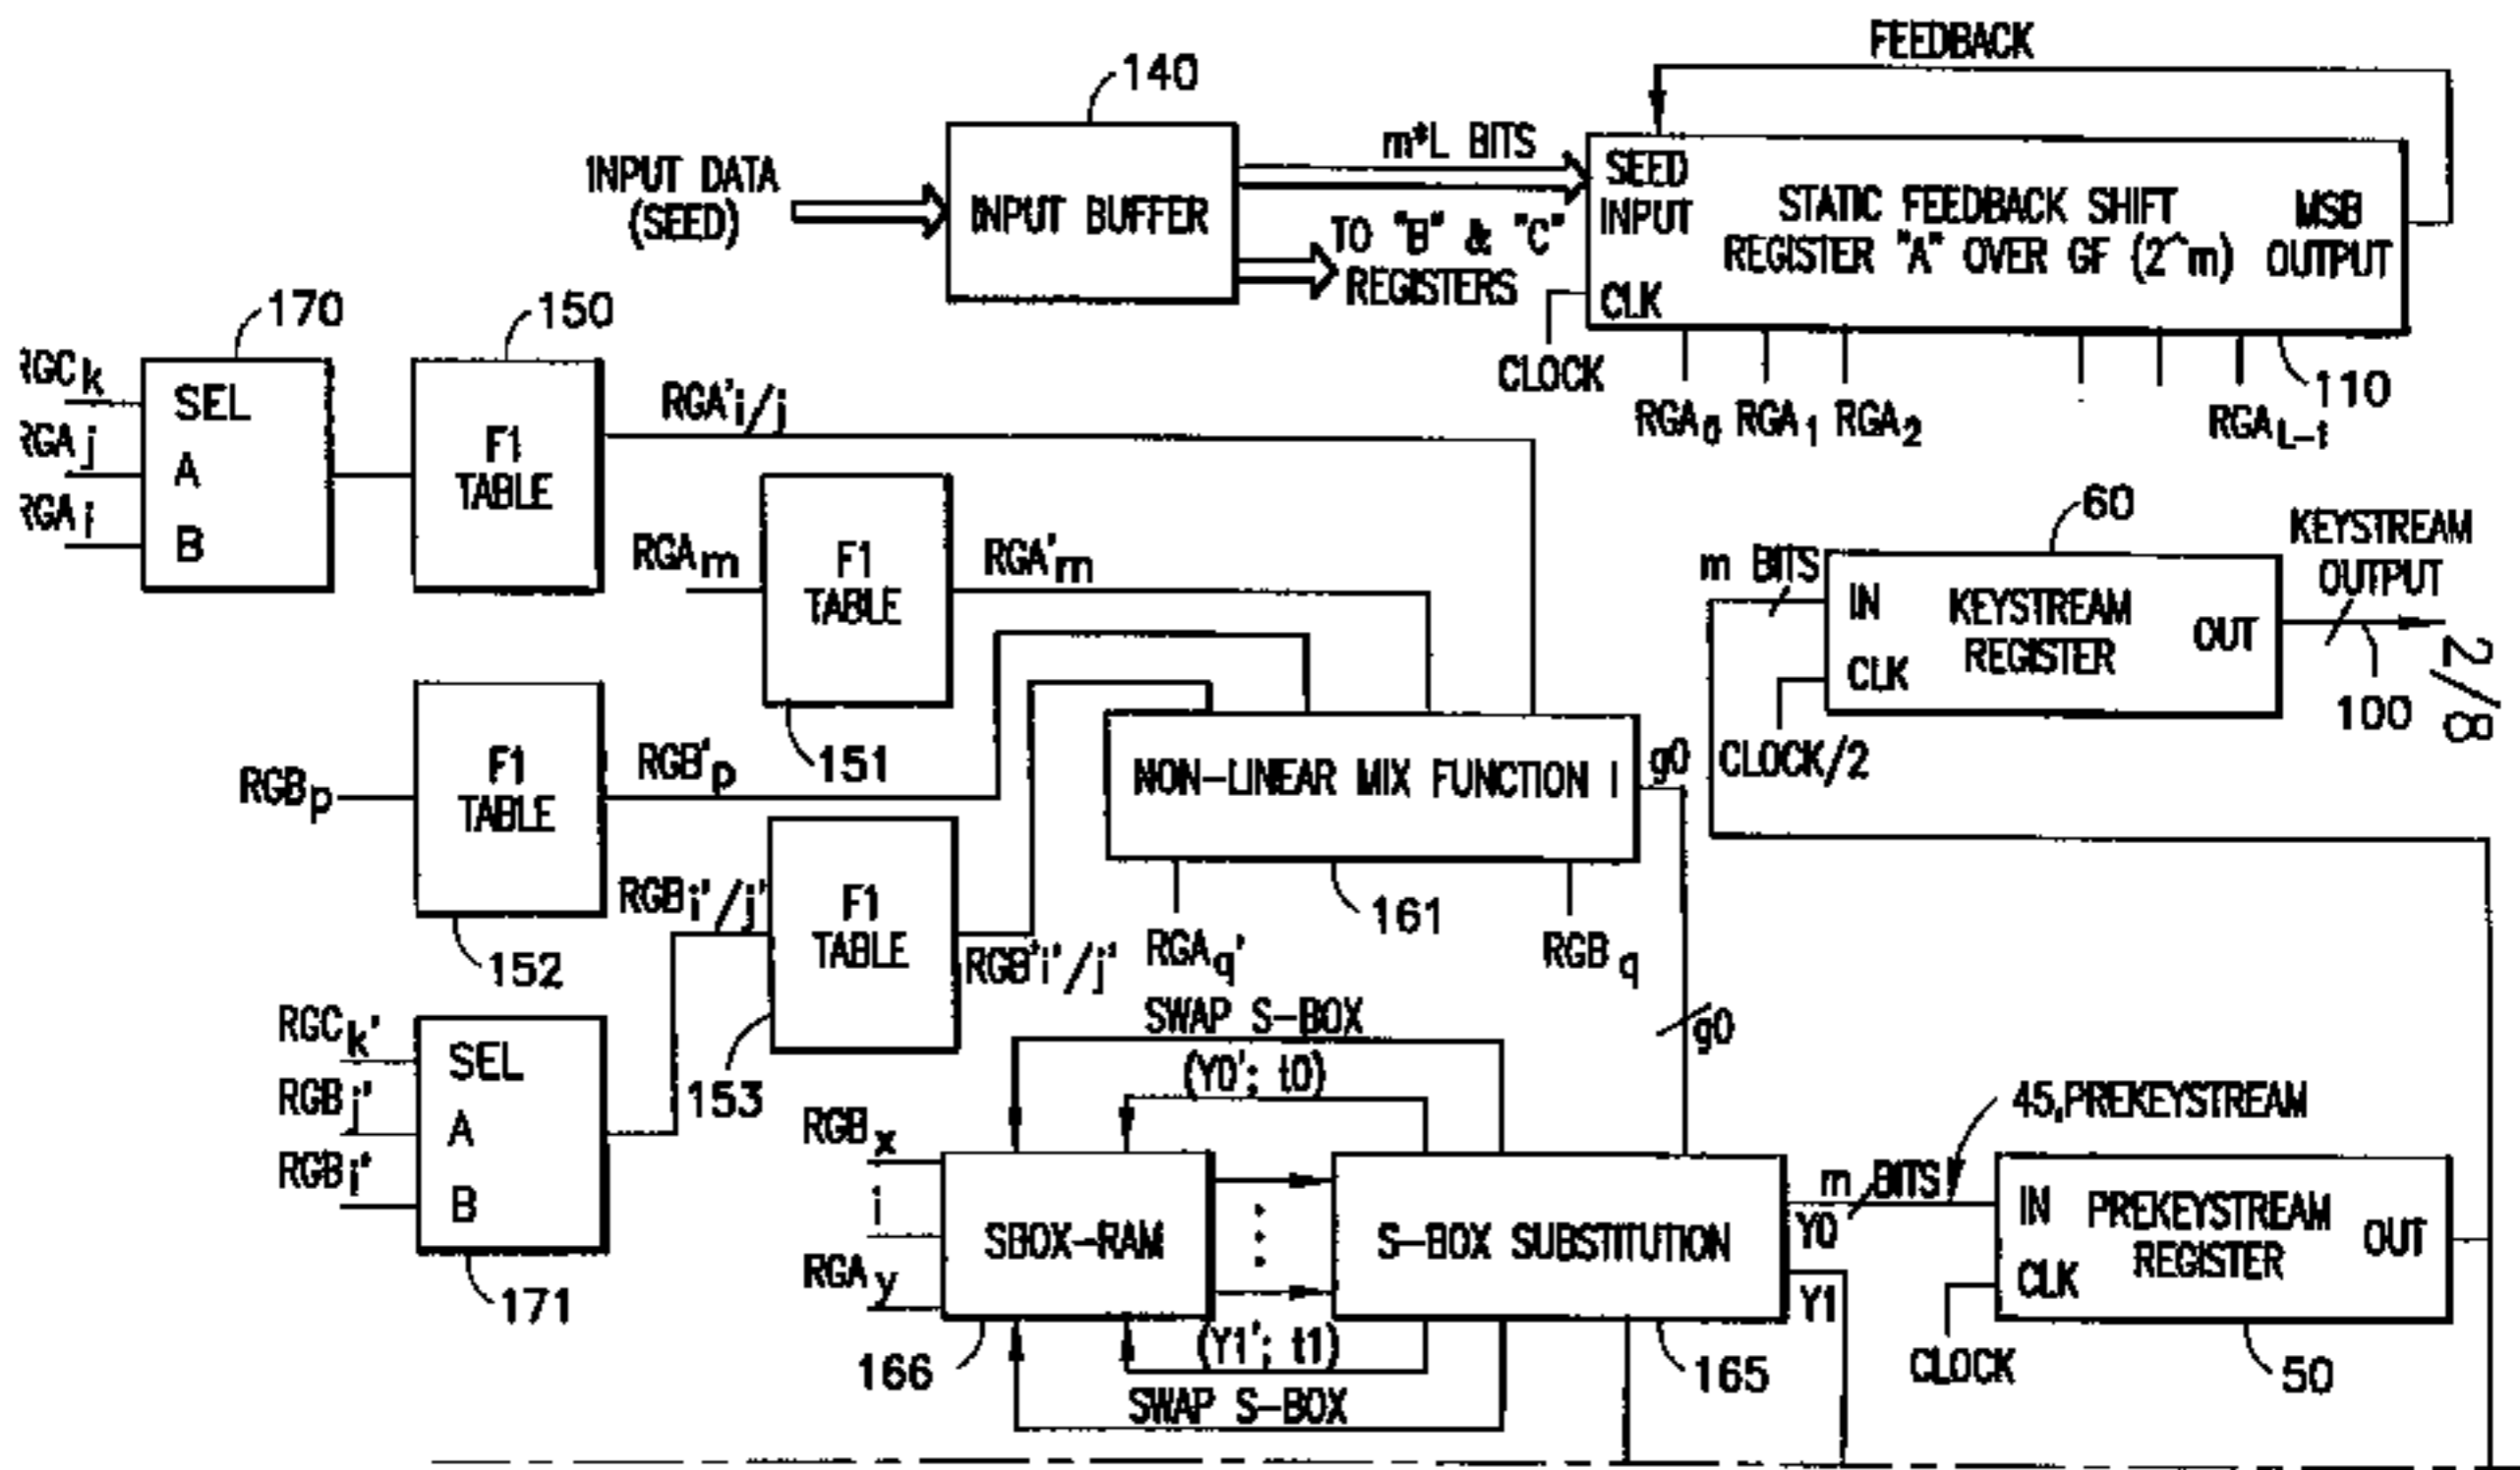 FEEDBACK
140
m*L BITS
INPUT DATA
(SEED)
INPUT BUFFER
TO "B" & "C"
REGISTERS
SEED
INPUT
CLK
STATIC FEEDBACK SHIFT
REGISTER "A" OVER GF (2^m)
MSB
OUTPUT
CLOCK
RGA0 RGA1 RGA2
RGAL-1
110
170
150
RGCk
RGAj
RGAi
SEL
A
B
F1
TABLE
RGA'i/j
RGAm
F1
TABLE
RGA'm
151
60
m BITS
IN
CLK
KEYSTREAM
REGISTER
OUT
KEYSTREAM
OUTPUT
100
2/8
CLOCK/2
RGBp
F1
TABLE
RGB'p
152
NON-LINEAR MIX FUNCTION I
g0
161
RGAq'
RGBq
g0
RGBi'/j'
F1
TABLE
RGB'i'/j'
153
RGCk'
RGBj'
RGBi'
SEL
A
B
171
SWAP S-BOX
(Y0'; t0)
RGBx
i
RGAy
SBOX-RAM
166
S-BOX SUBSTITUTION
165
(Y1'; t1)
SWAP S-BOX
45,PREKEYSTREAM
m BITS
Y0
Y1
IN
CLK
PREKEYSTREAM
REGISTER
OUT
CLOCK
50